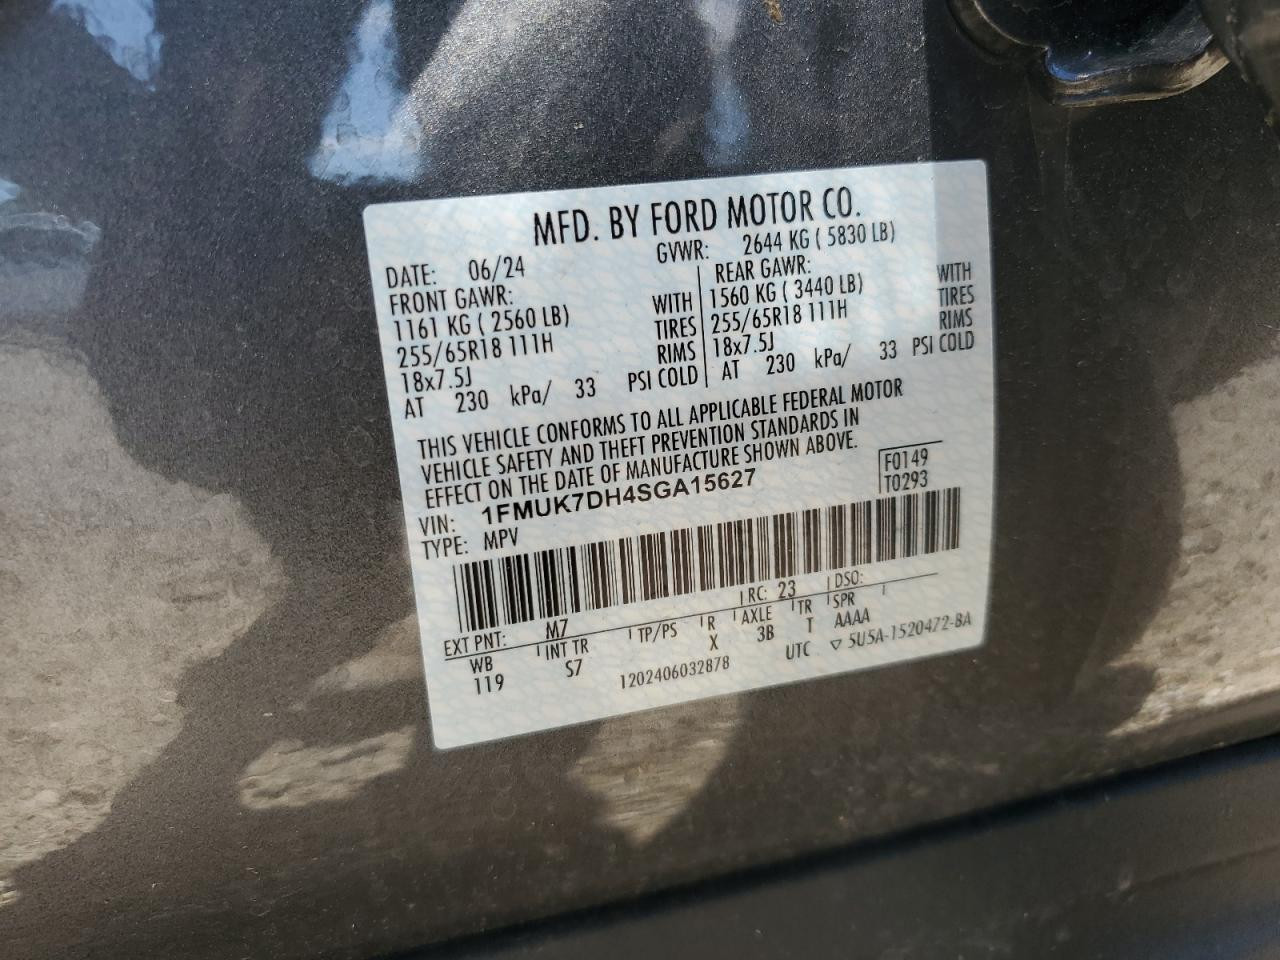 MFD. BY FORD MOTOR CO.
DATE: 06/24 GVWR: 2644 KG ( 5830 LB)
FRONT GAWR: REAR GAWR:
1161 KG ( 2560 LB) WITH 1560 KG ( 3440 LB) WITH
255/65R18 111H TIRES 255/65R18 111H TIRES
18x7.5J RIMS 18x7.5J RIMS
AT 230 kPa/ 33 PSI COLD AT 230 kPa/ 33 PSI COLD
THIS VEHICLE CONFORMS TO ALL APPLICABLE FEDERAL MOTOR
VEHICLE SAFETY AND THEFT PREVENTION STANDARDS IN
EFFECT ON THE DATE OF MANUFACTURE SHOWN ABOVE.
VIN: 1FMUK7DH4SGA15627 F0149
TYPE: MPV T0293
EXT PNT: M7 RC: 23 DSO:
WB INT TR TP/PS R AXLE TR SPR
119 S7 X 3B T AAAA
1202406032878 UTC ▽ 5U5A-1520472-BA